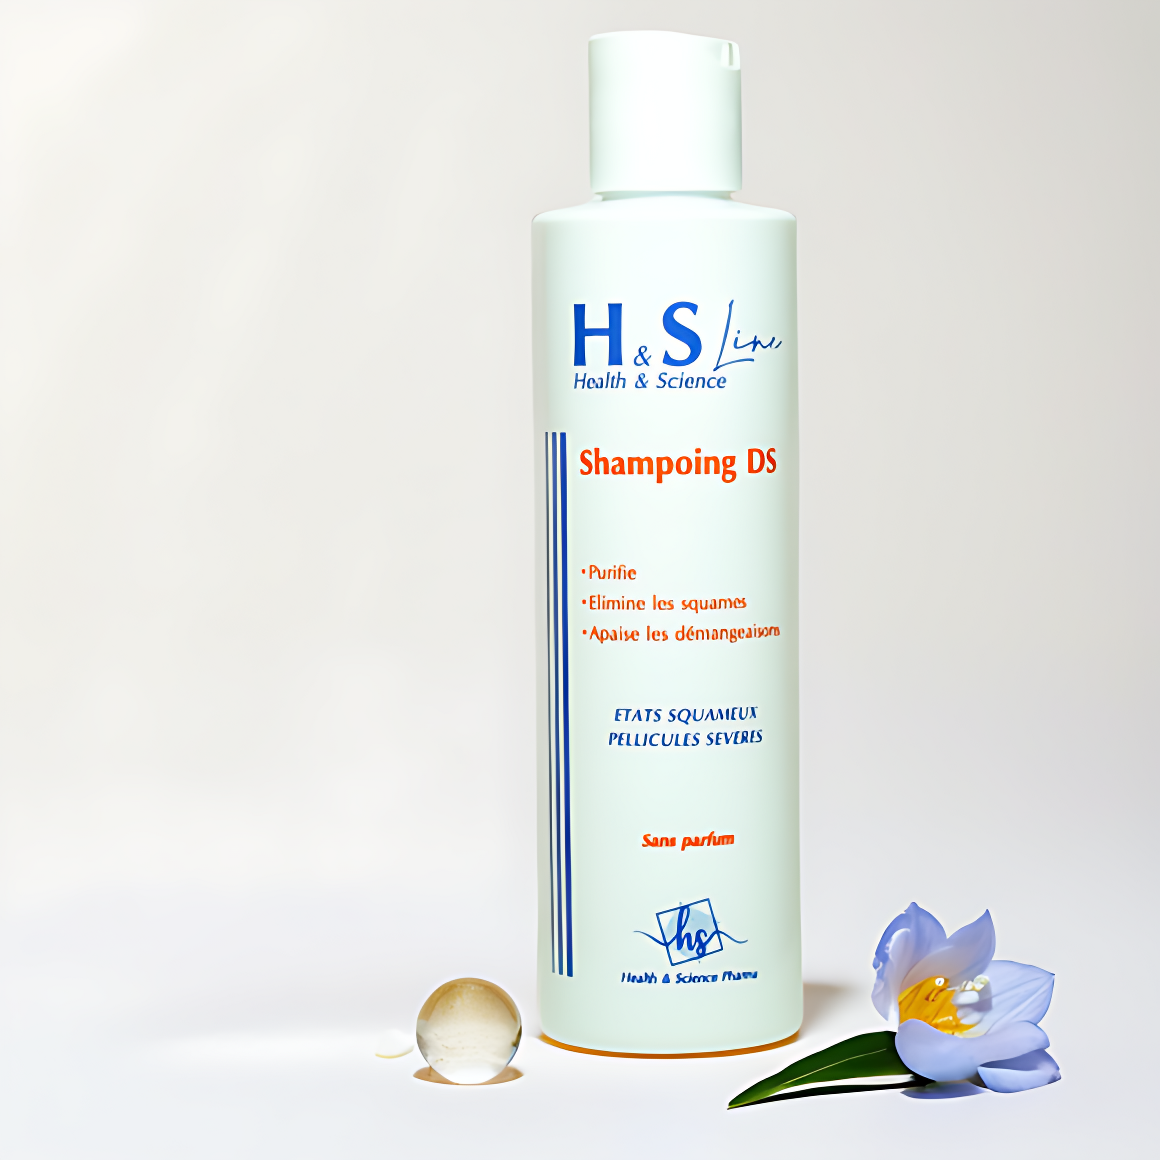 H & S Line
Health & Science
Shampoing DS
• Purifie
• Elimine les squames
• Apaise les démangeaisons
ETATS SQUAMEUX
PELLICULES SEVERES
Sans parfum
hs
Health & Science Pharma